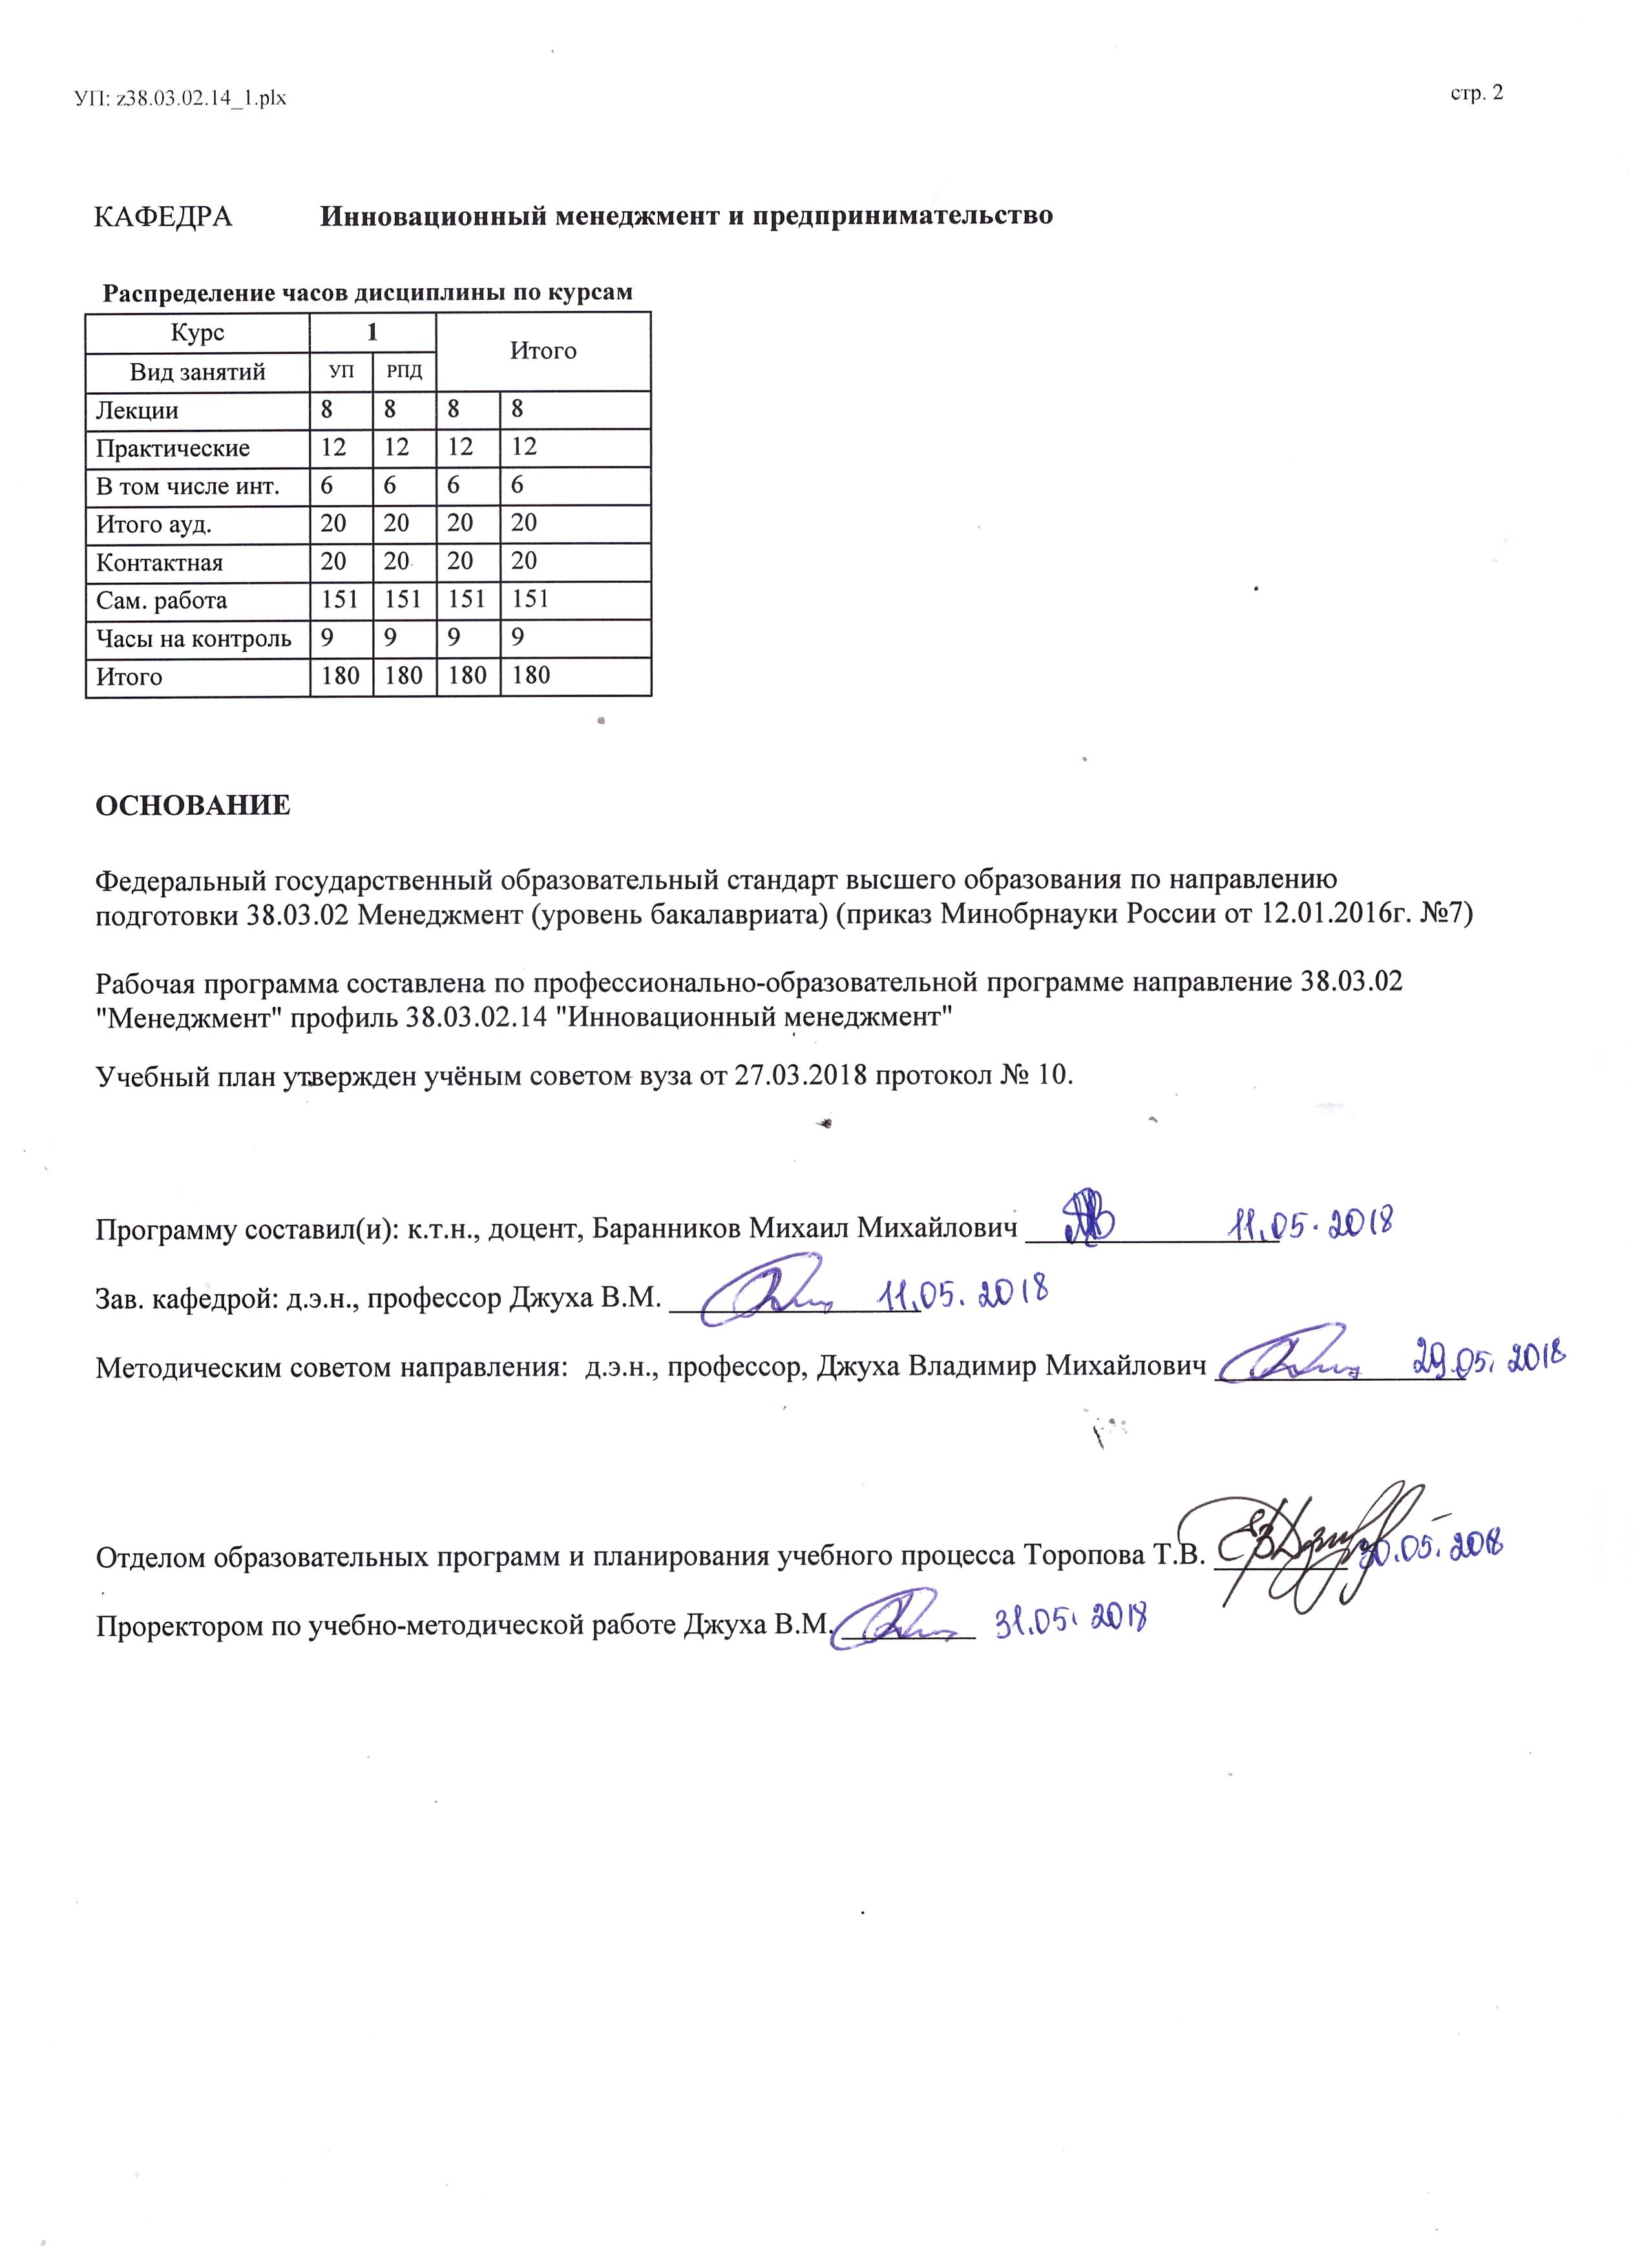 УП: z38.03.02.14_1.plx
стр. 2
КАФЕДРА Инновационный менеджмент и предпринимательство
Распределение часов дисциплины по курсам
Курс 1 Итого
Вид занятий УП РПД
Лекции 8 8 8 8
Практические 12 12 12 12
В том числе инт. 6 6 6 6
Итого ауд. 20 20 20 20
Контактная 20 20 20 20
Сам. работа 151 151 151 151
Часы на контроль 9 9 9 9
Итого 180 180 180 180
ОСНОВАНИЕ
Федеральный государственный образовательный стандарт высшего образования по направлению
подготовки 38.03.02 Менеджмент (уровень бакалавриата) (приказ Минобрнауки России от 12.01.2016г. №7)
Рабочая программа составлена по профессионально-образовательной программе направление 38.03.02
"Менеджмент" профиль 38.03.02.14 "Инновационный менеджмент"
Учебный план утвержден учёным советом вуза от 27.03.2018 протокол № 10.
Программу составил(и): к.т.н., доцент, Баранников Михаил Михайлович 11.05.2018
Зав. кафедрой: д.э.н., профессор Джуха В.М. 11.05.2018
Методическим советом направления: д.э.н., профессор, Джуха Владимир Михайлович 29.05.2018
Отделом образовательных программ и планирования учебного процесса Торопова Т.В. 30.05.2018
Проректором по учебно-методической работе Джуха В.М. 31.05.2018